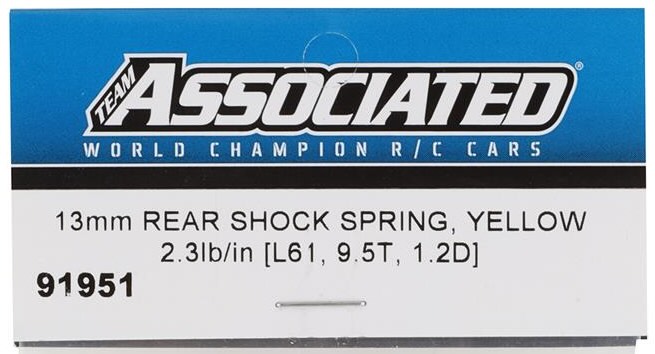 TEAM ASSOCIATED®
WORLD CHAMPION R/C CARS
13mm REAR SHOCK SPRING, YELLOW
2.3lb/in [L61, 9.5T, 1.2D]
91951